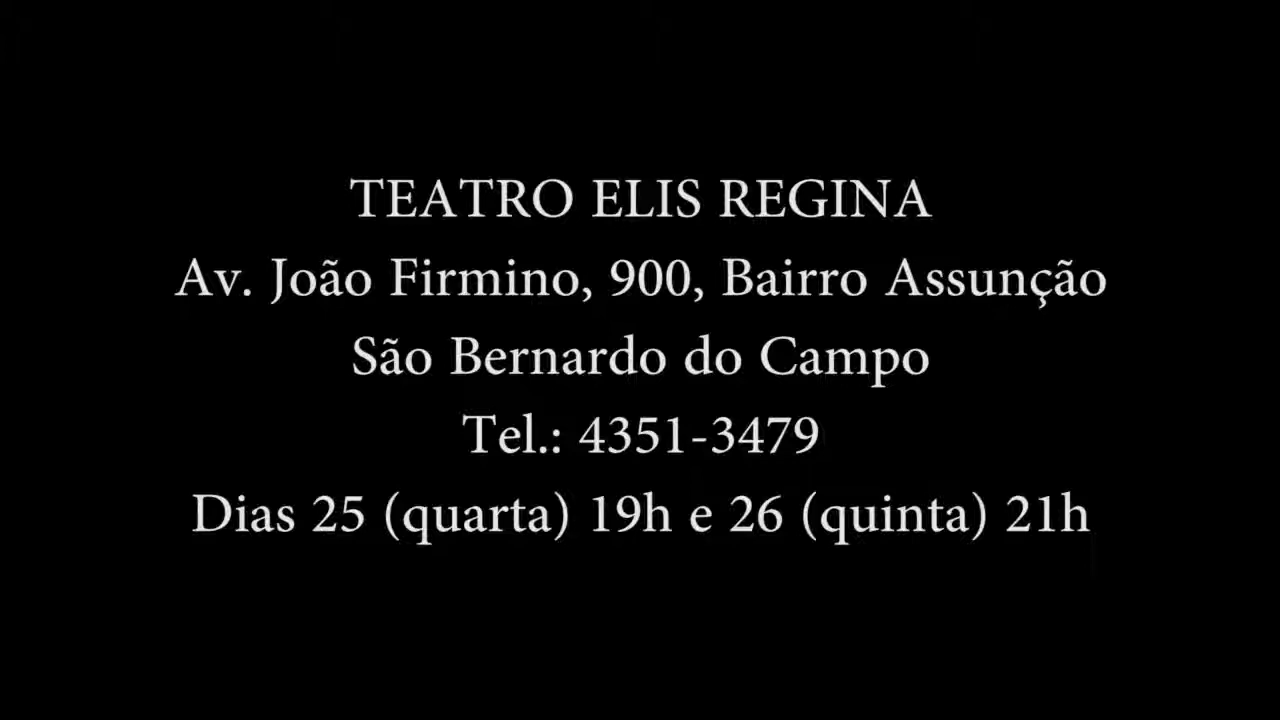 TEATRO ELIS REGINA
Av. João Firmino, 900, Bairro Assunção
São Bernardo do Campo
Tel.: 4351-3479
Dias 25 (quarta) 19h e 26 (quinta) 21h